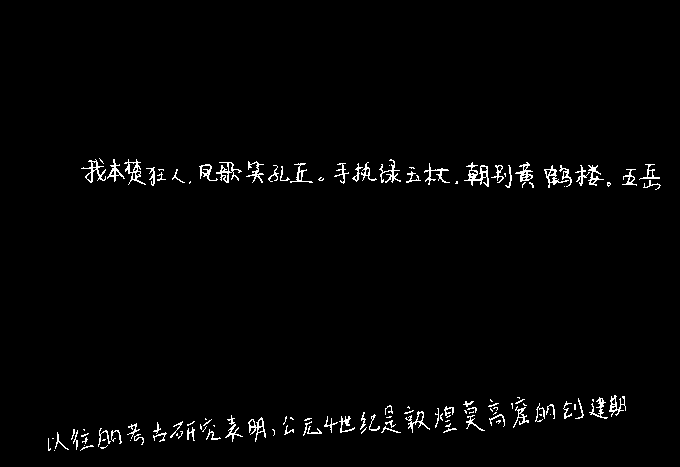 我本楚狂人,凤歌笑孔丘。手执绿玉杖,朝别黄鹤楼。五岳
以往的考古研究表明,公元4世纪是敦煌莫高窟的创建期